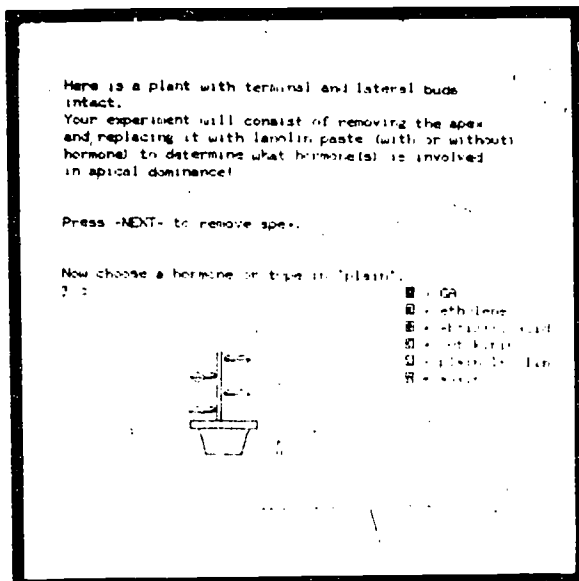 Here is a plant with terminal and lateral buds
intact.
Your experiment will consist of removing the apex
and replacing it with lanolin paste (with or without
hormone) to determine what hormone(s) is involved
in apical dominance!
Press -NEXT- to remove apex.
Now choose a hormone or type in "plain".
= GA
= ethylene